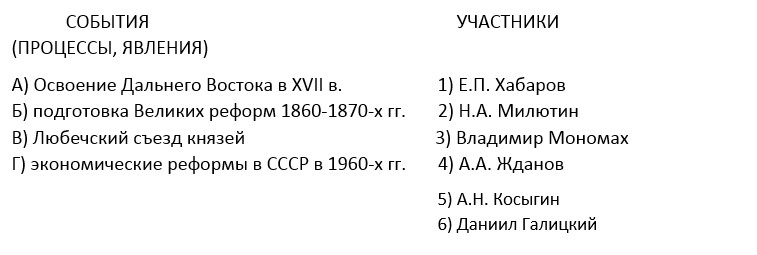 СОБЫТИЯ
(ПРОЦЕССЫ, ЯВЛЕНИЯ)
А) Освоение Дальнего Востока в XVII в.
Б) подготовка Великих реформ 1860-1870-х гг.
В) Любечский съезд князей
Г) экономические реформы в СССР в 1960-х гг.
УЧАСТНИКИ
1) Е.П. Хабаров
2) Н.А. Милютин
3) Владимир Мономах
4) А.А. Жданов
5) А.Н. Косыгин
6) Даниил Галицкий